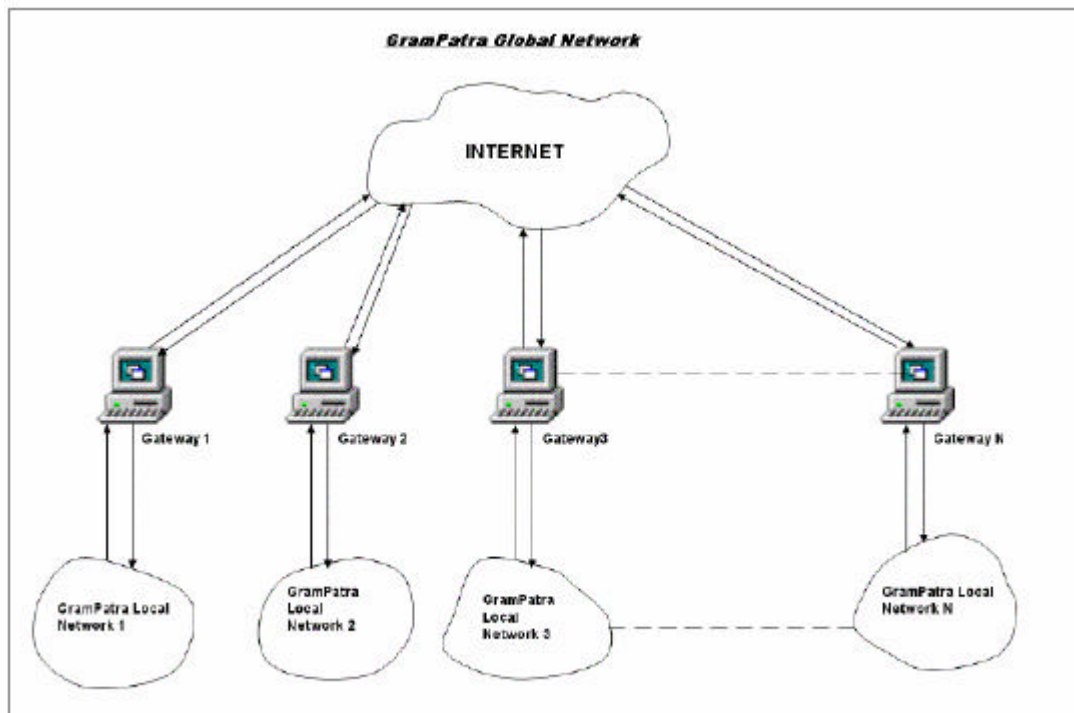 GramPatra Global Network
INTERNET
Gateway 1
Gateway 2
Gateway3
Gateway N
GramPatra Local
Network 1
GramPatra
Local
Network 2
GramPatra
Local
Network 3
GramPatra Local
Network N